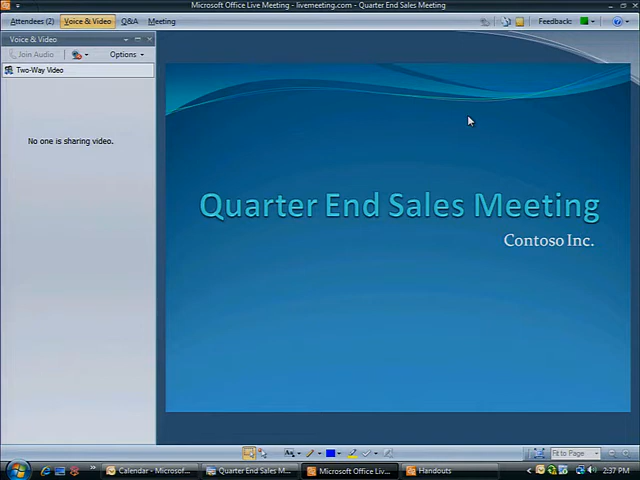 Microsoft Office Live Meeting - livemeeting.com - Quarter End Sales Meeting
Attendees (2) Voice & Video Q&A Meeting Feedback:
Voice & Video
Join Audio Options
Two-Way Video
No one is sharing video.
Quarter End Sales Meeting
Contoso Inc.
Fit to Page
Calendar - Microsof... Quarter End Sales M... Microsoft Office Liv... Handouts 2:37 PM